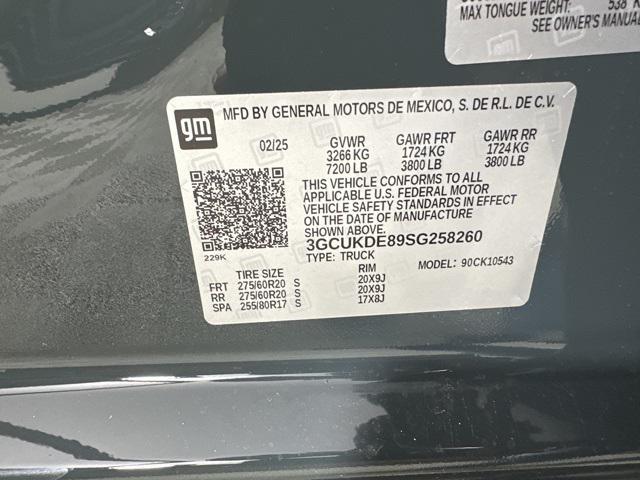 MAX TONGUE WEIGHT: 538 K
SEE OWNER'S MANUAL
gm
MFD BY GENERAL MOTORS DE MEXICO, S. DE R.L. DE C.V.
02/25 GVWR GAWR FRT GAWR RR
3266 KG 1724 KG 1724 KG
7200 LB 3800 LB 3800 LB
THIS VEHICLE CONFORMS TO ALL
APPLICABLE U.S. FEDERAL MOTOR
VEHICLE SAFETY STANDARDS IN EFFECT
ON THE DATE OF MANUFACTURE
SHOWN ABOVE.
229K 3GCUKDE89SG258260
TYPE: TRUCK
TIRE SIZE RIM MODEL: 90CK10543
FRT 275/60R20 S 20X9J
RR 275/60R20 S 20X9J
SPA 255/80R17 S 17X8J